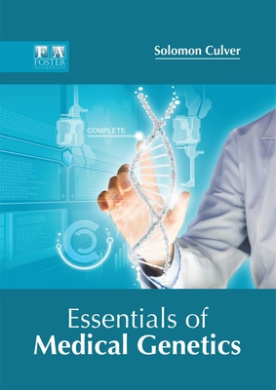 FA
FOSTER
Solomon Culver
COMPLETE
Essentials of
Medical Genetics